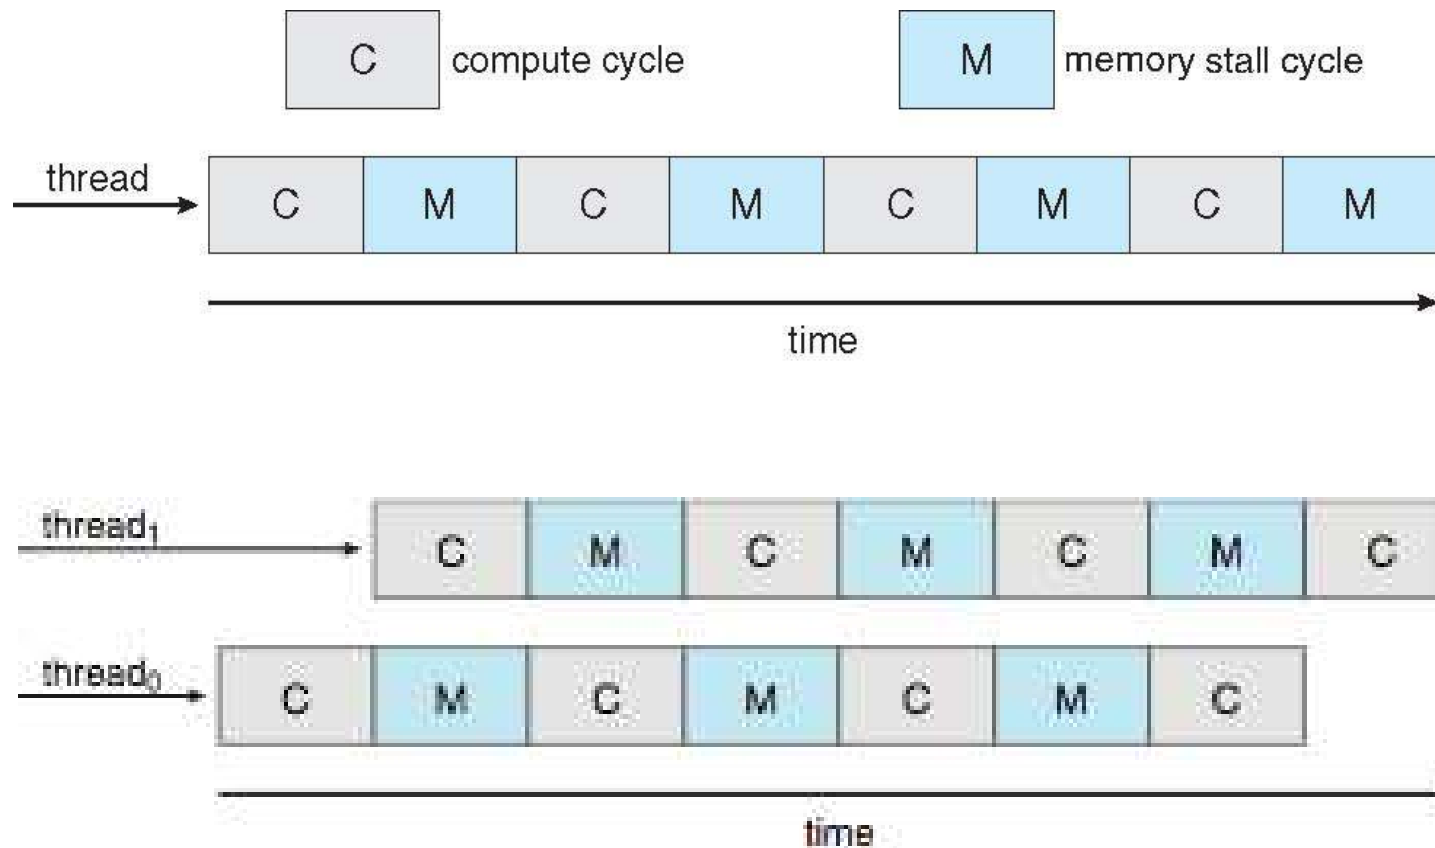 C compute cycle M memory stall cycle
thread
C M C M C M C M
time
thread₁
C M C M C M C
thread₀
C M C M C M C
time